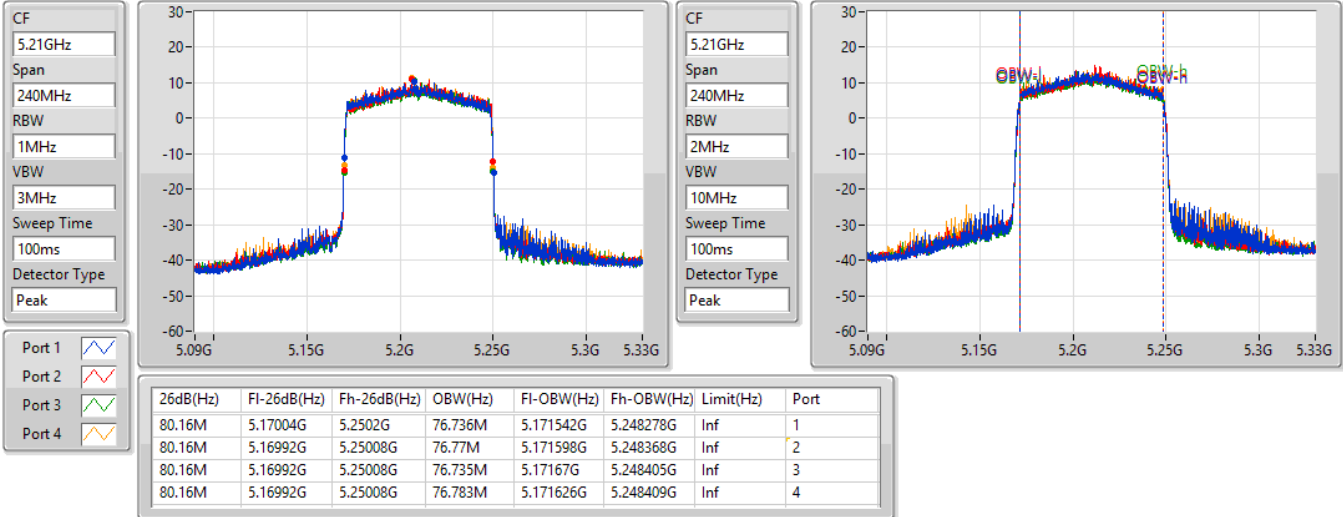 CF
5.21GHz
Span
240MHz
RBW
1MHz
VBW
3MHz
Sweep Time
100ms
Detector Type
Peak
30
20
10
0
-10
-20
-30
-40
-50
-60
5.09G 5.15G 5.2G 5.25G 5.3G 5.33G
CF
5.21GHz
Span
240MHz
RBW
2MHz
VBW
10MHz
Sweep Time
100ms
Detector Type
Peak
30
20
10
0
-10
-20
-30
-40
-50
-60
OBW-l OBW-h
5.09G 5.15G 5.2G 5.25G 5.3G 5.33G
Port 1
Port 2
Port 3
Port 4
26dB(Hz) Fl-26dB(Hz) Fh-26dB(Hz) OBW(Hz) Fl-OBW(Hz) Fh-OBW(Hz) Limit(Hz) Port
80.16M 5.17004G 5.2502G 76.736M 5.171542G 5.248278G Inf 1
80.16M 5.16992G 5.25008G 76.77M 5.171598G 5.248368G Inf 2
80.16M 5.16992G 5.25008G 76.735M 5.17167G 5.248405G Inf 3
80.16M 5.16992G 5.25008G 76.783M 5.171626G 5.248409G Inf 4